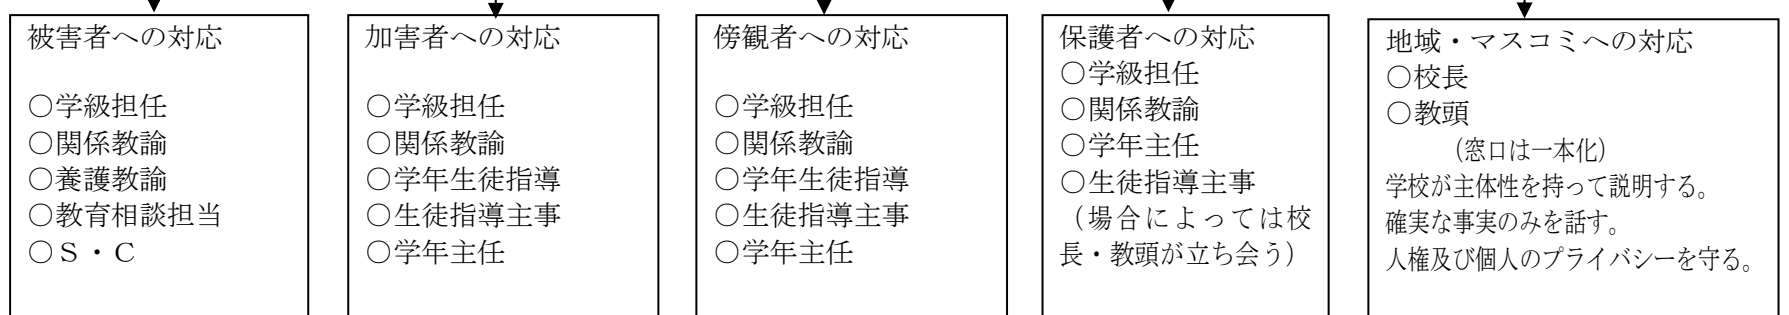 被害者への対応
○学級担任
○関係教諭
○養護教諭
○教育相談担当
○Ｓ・Ｃ
加害者への対応
○学級担任
○関係教諭
○学年生徒指導
○生徒指導主事
○学年主任
傍観者への対応
○学級担任
○関係教諭
○学年生徒指導
○生徒指導主事
○学年主任
保護者への対応
○学級担任
○関係教諭
○学年主任
○生徒指導主事
（場合によっては校
長・教頭が立ち会う）
地域・マスコミへの対応
○校長
○教頭
（窓口は一本化）
学校が主体性を持って説明する。
確実な事実のみを話す。
人権及び個人のプライバシーを守る。